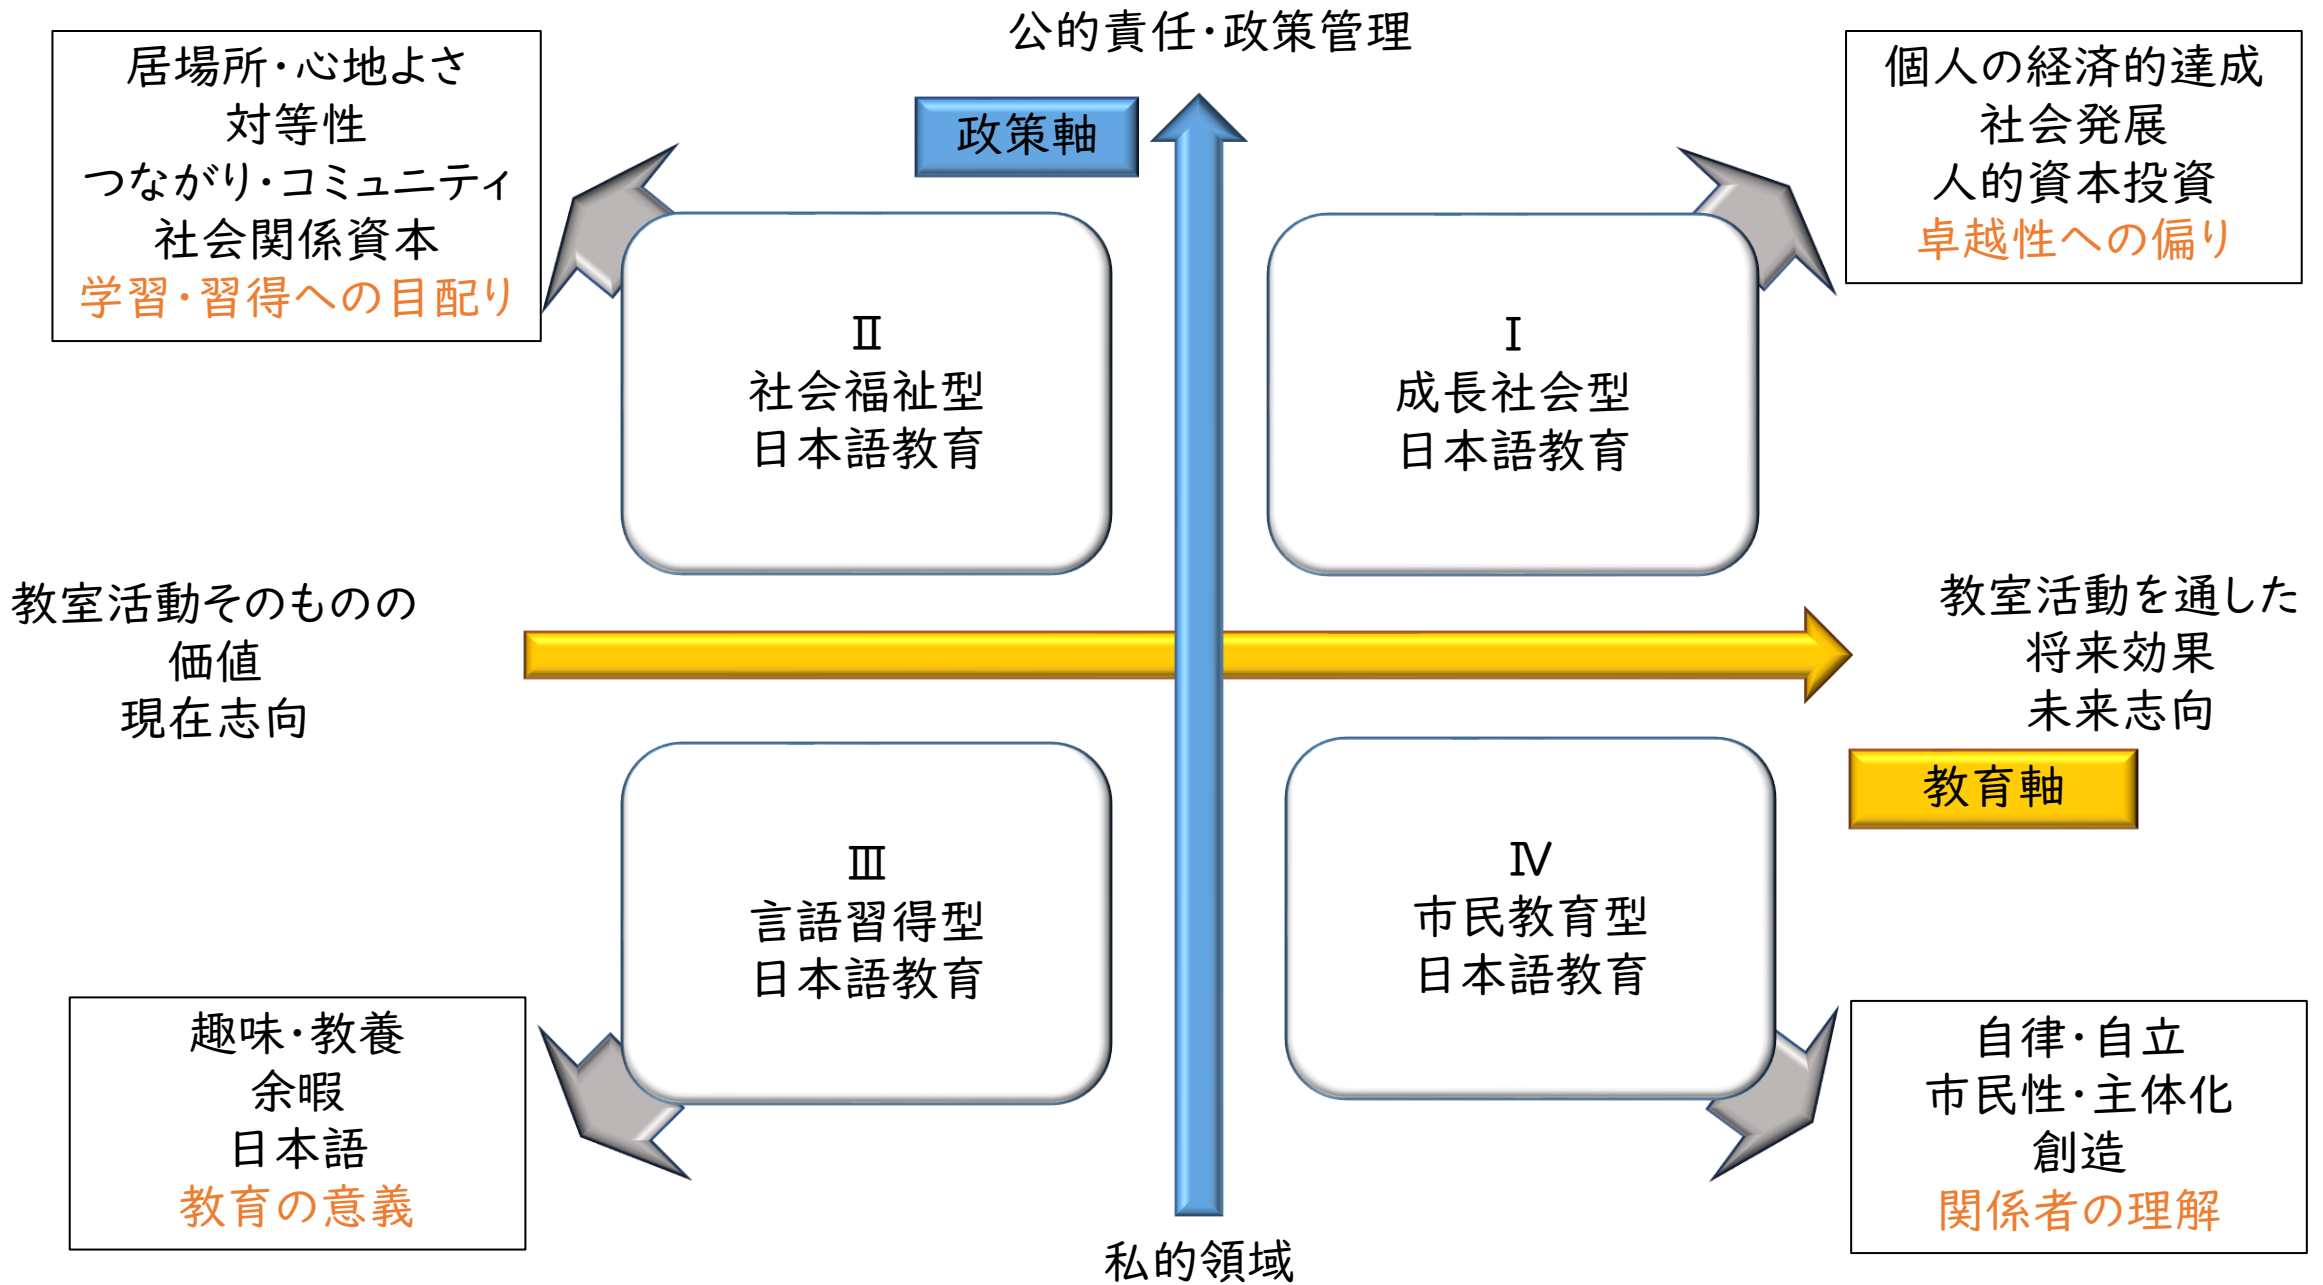 公的責任・政策管理
政策軸
居場所・心地よさ
対等性
つながり・コミュニティ
社会関係資本
学習・習得への目配り
個人の経済的達成
社会発展
人的資本投資
卓越性への偏り
Ⅱ
社会福祉型
日本語教育
Ⅰ
成長社会型
日本語教育
教室活動そのものの
価値
現在志向
教室活動を通した
将来効果
未来志向
教育軸
Ⅲ
言語習得型
日本語教育
Ⅳ
市民教育型
日本語教育
趣味・教養
余暇
日本語
教育の意義
自律・自立
市民性・主体化
創造
関係者の理解
私的領域